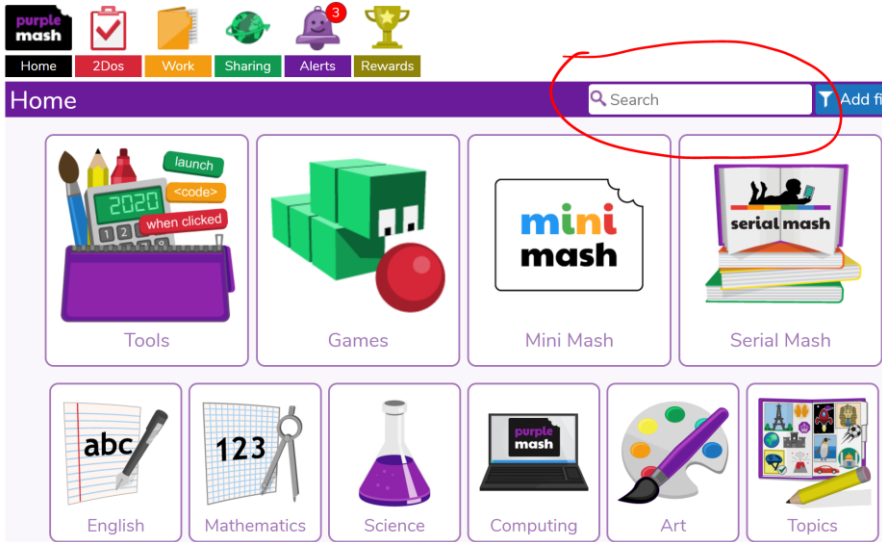 purple mash
3
Home 2Dos Work Sharing Alerts Rewards
Home
Search
Add fi
launch
<code>
2020
when clicked
1 2
mini
mash
serial mash
Tools Games Mini Mash Serial Mash
abc
123
purple mash
English Mathematics Science Computing Art Topics